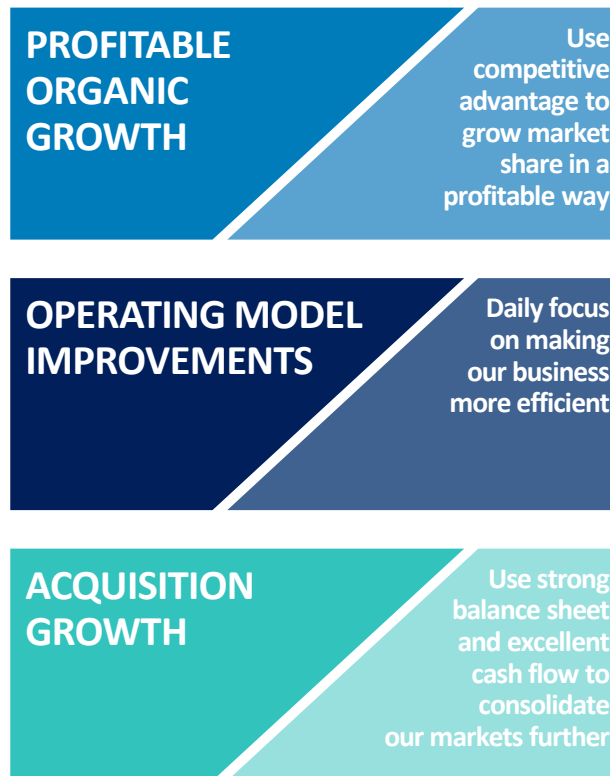 PROFITABLE
ORGANIC
GROWTH
Use
competitive
advantage to
grow market
share in a
profitable way
OPERATING MODEL
IMPROVEMENTS
Daily focus
on making
our business
more efficient
ACQUISITION
GROWTH
Use strong
balance sheet
and excellent
cash flow to
consolidate
our markets further